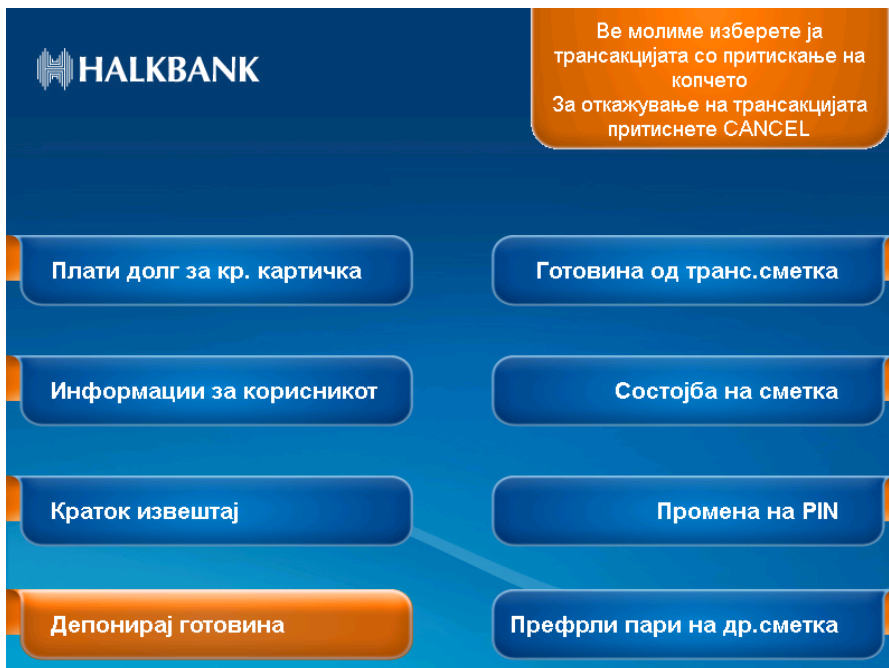 HALKBANK
Ве молиме изберете ја
трансакцијата со притискање на
копчето
За откажување на трансакцијата
притиснете CANCEL
Плати долг за кр. картичка
Готовина од транс.сметка
Информации за корисникот
Состојба на сметка
Краток извештај
Промена на PIN
Депонирај готовина
Префрли пари на др.сметка